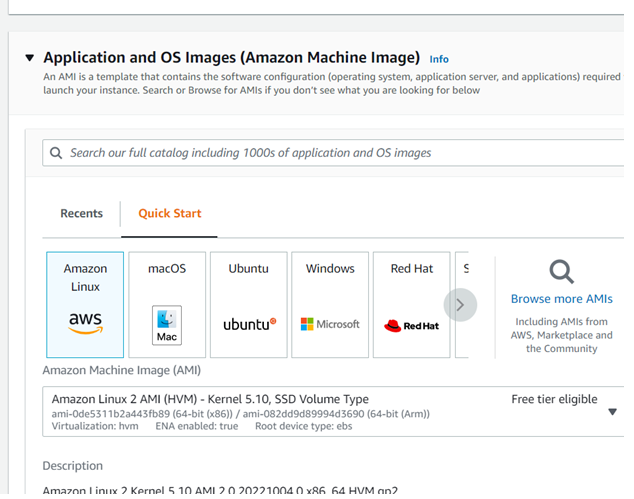 Application and OS Images (Amazon Machine Image) Info
An AMI is a template that contains the software configuration (operating system, application server, and applications) required
launch your instance. Search or Browse for AMIs if you don't see what you are looking for below
Search our full catalog including 1000s of application and OS images
Recents
Quick Start
Amazon Linux
aws
macOS
Mac
Ubuntu
ubuntu
Windows
Microsoft
Red Hat
Red Hat
S
Browse more AMIs
Including AMIs from
AWS, Marketplace and
the Community
Amazon Machine Image (AMI)
Amazon Linux 2 AMI (HVM) - Kernel 5.10, SSD Volume Type
Free tier eligible
ami-0de5311b2a443fb89 (64-bit (x86)) / ami-082dd9d89994d3690 (64-bit (Arm))
Virtualization: hvm ENA enabled: true Root device type: ebs
Description
Amazon Linux 2 Kernel 5.10 AMI 2.0.20221004.0 x86_64 HVM gp2